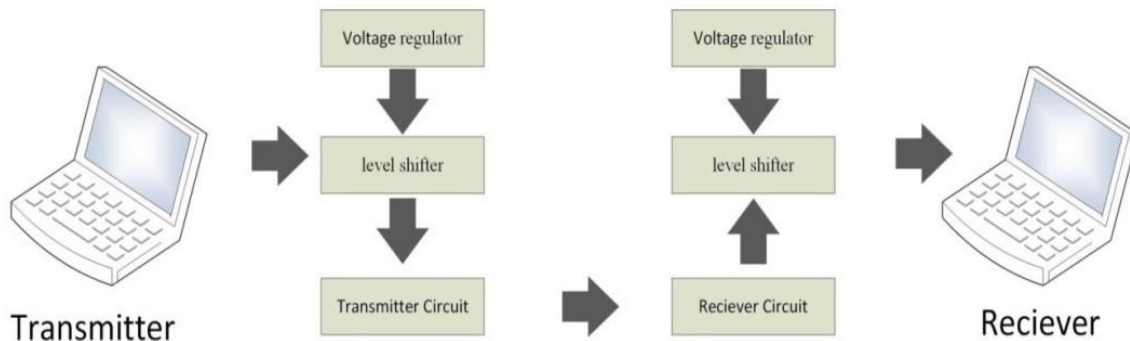 Voltage regulator
Voltage regulator
level shifter
level shifter
Transmitter Circuit
Reciever Circuit
Transmitter
Reciever